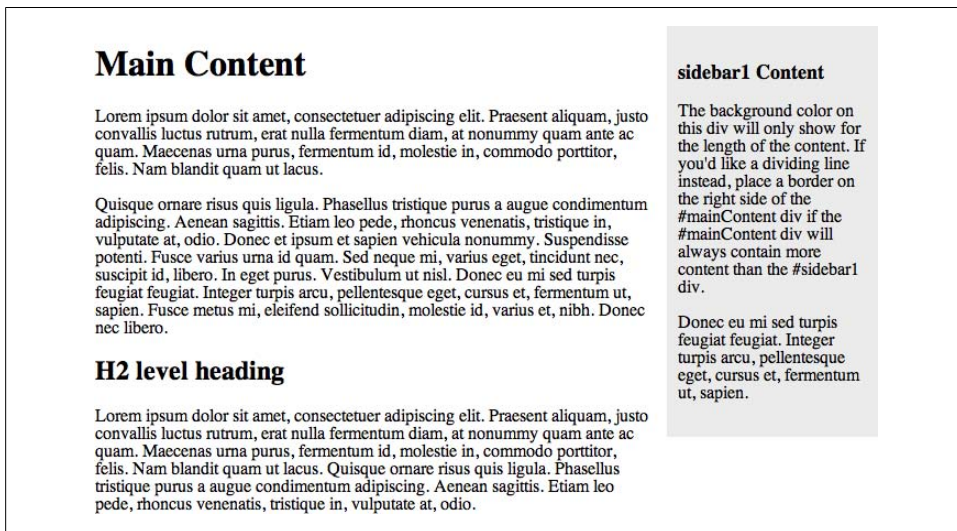 Main Content
Lorem ipsum dolor sit amet, consectetuer adipiscing elit. Praesent aliquam, justo
convallis luctus rutrum, erat nulla fermentum diam, at nonummy quam ante ac
quam. Maecenas urna purus, fermentum id, molestie in, commodo porttitor,
felis. Nam blandit quam ut lacus.
Quisque ornare risus quis ligula. Phasellus tristique purus a augue condimentum
adipiscing. Aenean sagittis. Etiam leo pede, rhoncus venenatis, tristique in,
vulputate at, odio. Donec et ipsum et sapien vehicula nonummy. Suspendisse
potenti. Fusce varius urna id quam. Sed neque mi, varius eget, tincidunt nec,
suscipit id, libero. In eget purus. Vestibulum ut nisl. Donec eu mi sed turpis
feugiat feugiat. Integer turpis arcu, pellentesque eget, cursus et, fermentum ut,
sapien. Fusce metus mi, eleifend sollicitudin, molestie id, varius et, nibh. Donec
nec libero.
H2 level heading
Lorem ipsum dolor sit amet, consectetuer adipiscing elit. Praesent aliquam, justo
convallis luctus rutrum, erat nulla fermentum diam, at nonummy quam ante ac
quam. Maecenas urna purus, fermentum id, molestie in, commodo porttitor,
felis. Nam blandit quam ut lacus. Quisque ornare risus quis ligula. Phasellus
tristique purus a augue condimentum adipiscing. Aenean sagittis. Etiam leo
pede, rhoncus venenatis, tristique in, vulputate at, odio.
sidebar1 Content
The background color on
this div will only show for
the length of the content. If
you'd like a dividing line
instead, place a border on
the right side of the
#mainContent div if the
#mainContent div will
always contain more
content than the #sidebar1
div.
Donec eu mi sed turpis
feugiat feugiat. Integer
turpis arcu, pellentesque
eget, cursus et, fermentum
ut, sapien.